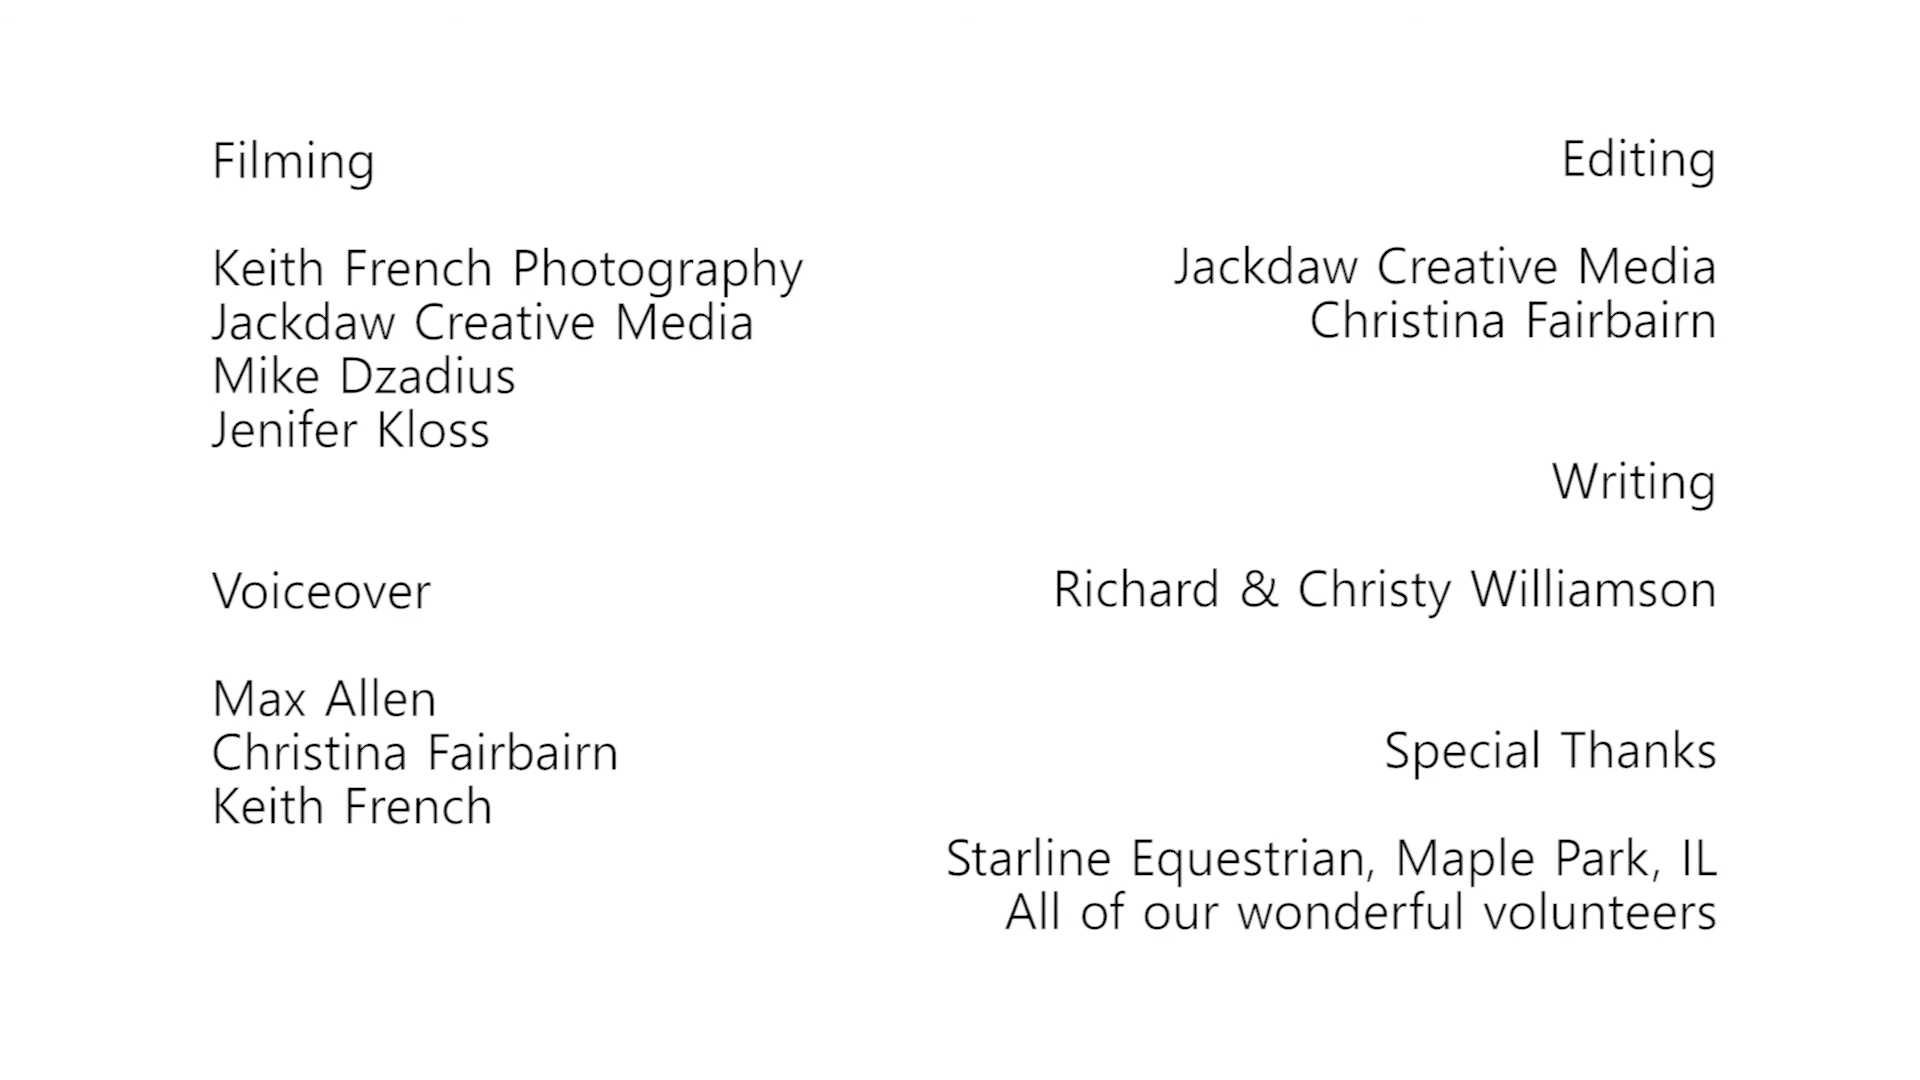 Filming
Keith French Photography
Jackdaw Creative Media
Mike Dzadius
Jenifer Kloss
Voiceover
Max Allen
Christina Fairbairn
Keith French
Editing
Jackdaw Creative Media
Christina Fairbairn
Writing
Richard & Christy Williamson
Special Thanks
Starline Equestrian, Maple Park, IL
All of our wonderful volunteers